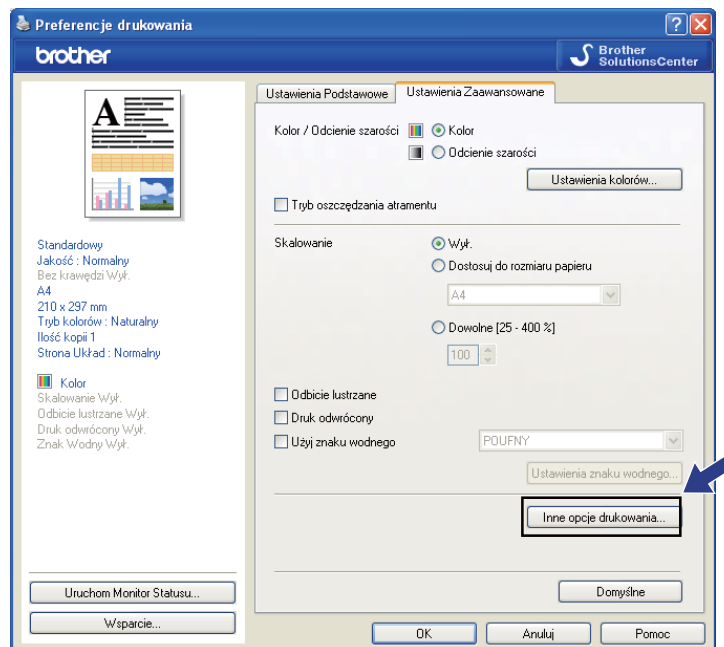 Preferencje drukowania
brother
Brother
SolutionsCenter
A
Standardowy
Jakość : Normalny
Bez krawędzi Wył.
A4
210 x 297 mm
Tryb kolorów : Naturalny
Ilość kopii 1
Strona Układ : Normalny
Kolor
Skalowanie Wył.
Odbicie lustrzane Wył.
Druk odwrócony Wył.
Znak Wodny Wył.
Uruchom Monitor Statusu...
Wsparcie...
Ustawienia Podstawowe Ustawienia Zaawansowane
Kolor / Odcienie szarości Kolor
Odcienie szarości
Ustawienia kolorów...
Tryb oszczędzania atramentu
Skalowanie Wył.
Dostosuj do rozmiaru papieru
A4
Dowolne [25 - 400 %]
100
Odbicie lustrzane
Druk odwrócony
Użyj znaku wodnego POUFNY
Ustawienia znaku wodnego...
Inne opcje drukowania...
Domyślne
OK Anuluj Pomoc